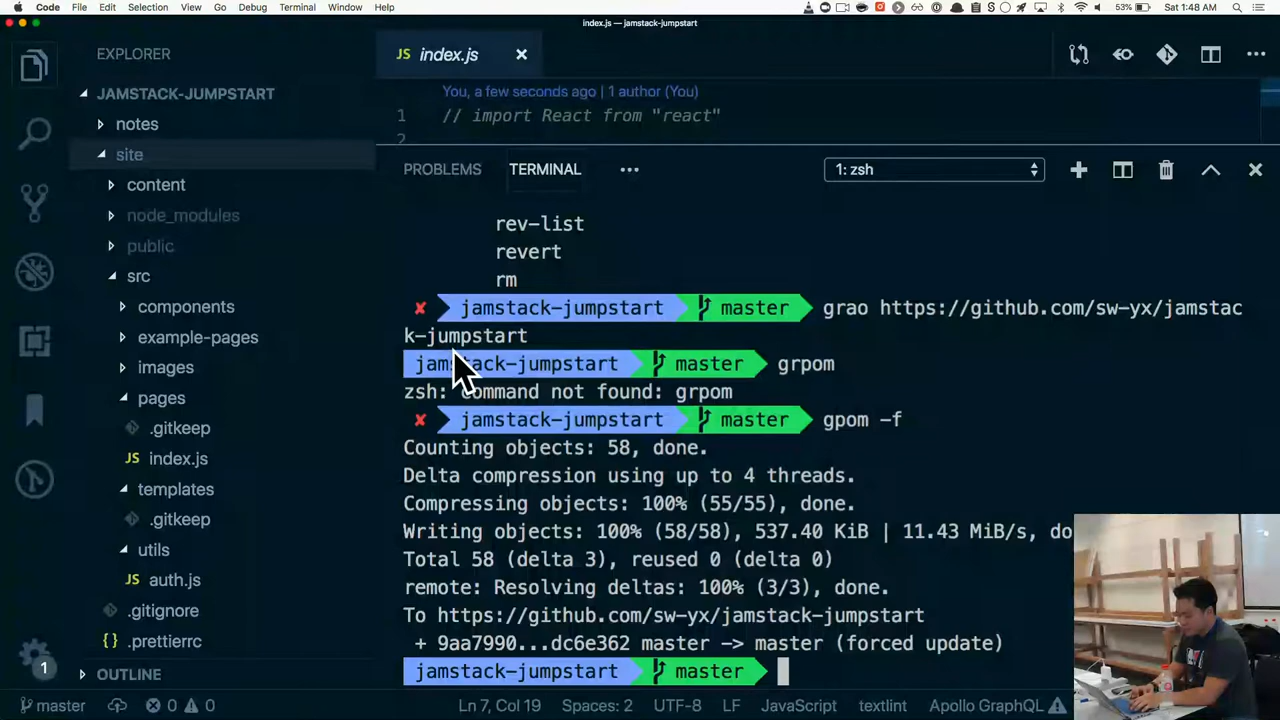 Code File Edit Selection View Go Debug Terminal Window Help 53% Sat 1:48 AM
index.js — jamstack-jumpstart
EXPLORER
JS index.js
JAMSTACK-JUMPSTART
notes
site
content
node_modules
public
src
components
example-pages
images
pages
.gitkeep
JS index.js
templates
.gitkeep
utils
JS auth.js
.gitignore
{ } .prettierrc
OUTLINE
You, a few seconds ago | 1 author (You)
1 // import React from "react"
2
PROBLEMS TERMINAL ••• 1: zsh
rev-list
revert
rm
✘ jamstack-jumpstart master grao https://github.com/sw-yx/jamstac
k-jumpstart
jamstack-jumpstart master grpom
zsh: command not found: grpom
✘ jamstack-jumpstart master gpom -f
Counting objects: 58, done.
Delta compression using up to 4 threads.
Compressing objects: 100% (55/55), done.
Writing objects: 100% (58/58), 537.40 KiB | 11.43 MiB/s, do
Total 58 (delta 3), reused 0 (delta 0)
remote: Resolving deltas: 100% (3/3), done.
To https://github.com/sw-yx/jamstack-jumpstart
+ 9aa7990...dc6e362 master -> master (forced update)
jamstack-jumpstart master
1
master 0 0 Ln 7, Col 19 Spaces: 2 UTF-8 LF JavaScript textlint Apollo GraphQL